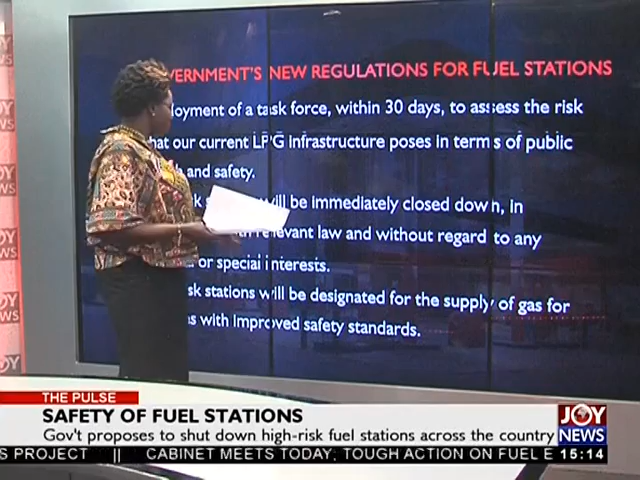 VERNMENT'S NEW REGULATIONS FOR FUEL STATIONS
loyment of a task force, within 30 days, to assess the risk
hat our current LPG infrastructure poses in terms of public
and safety.
will be immediately closed down, in
relevant law and without regard to any
or special interests.
sk stations will be designated for the supply of gas for
s with Improved safety standards.
THE PULSE
SAFETY OF FUEL STATIONS
Gov't proposes to shut down high-risk fuel stations across the country
JOY
NEWS
S PROJECT || CABINET MEETS TODAY; TOUGH ACTION ON FUEL E
15:14
JOY
NEWS
JOY